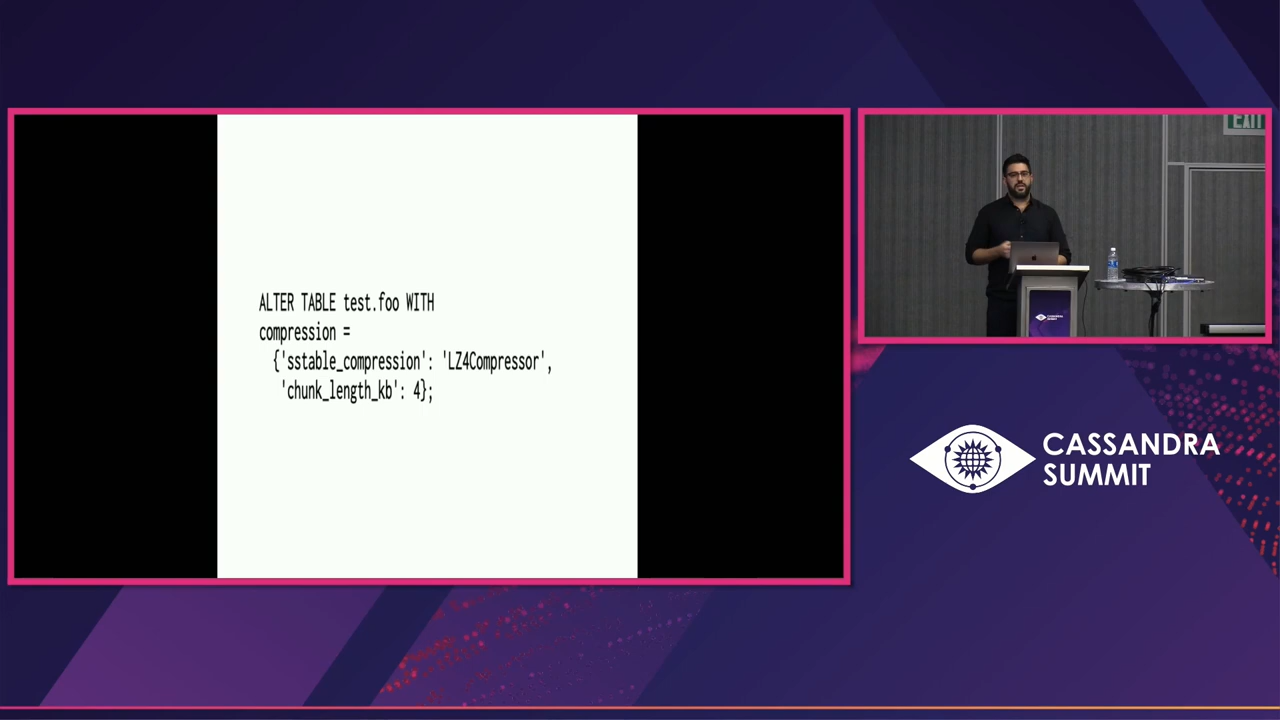 ALTER TABLE test.foo WITH
compression =
{'sstable_compression': 'LZ4Compressor',
'chunk_length_kb': 4};
EXIT
CASSANDRA
SUMMIT